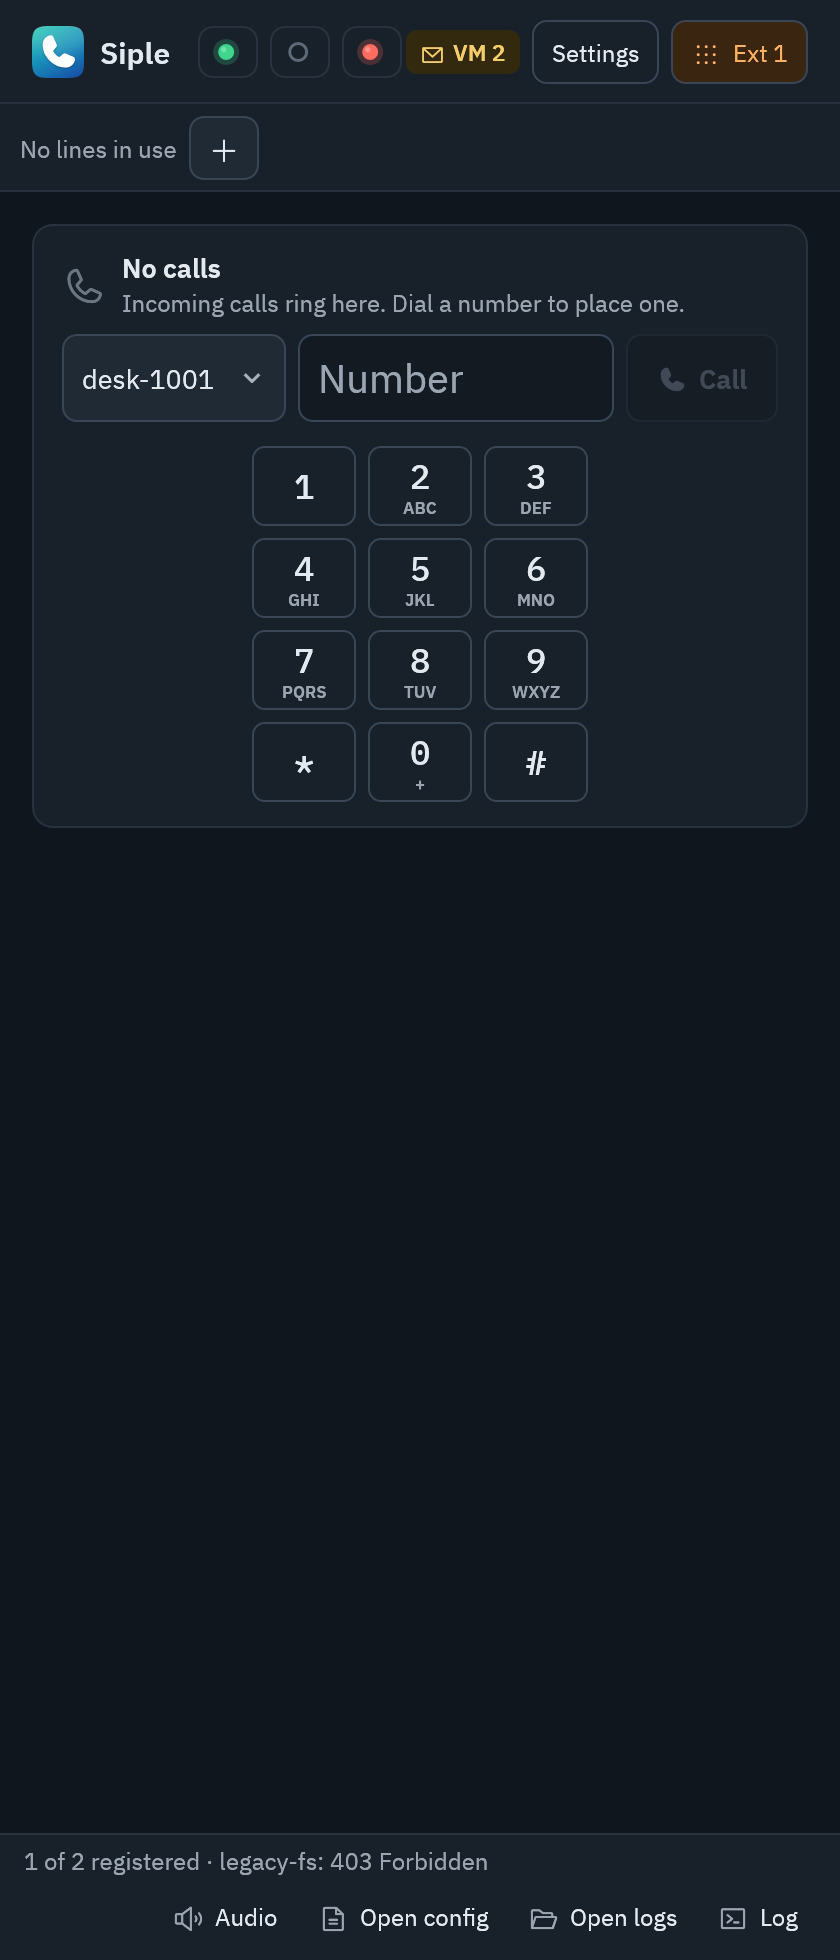 Siple
VM 2
Settings
Ext 1
No lines in use
No calls
Incoming calls ring here. Dial a number to place one.
desk-1001
Number
Call
1
2
ABC
3
DEF
4
GHI
5
JKL
6
MNO
7
PQRS
8
TUV
9
WXYZ
*
0
+
#
1 of 2 registered · legacy-fs: 403 Forbidden
Audio
Open config
Open logs
Log